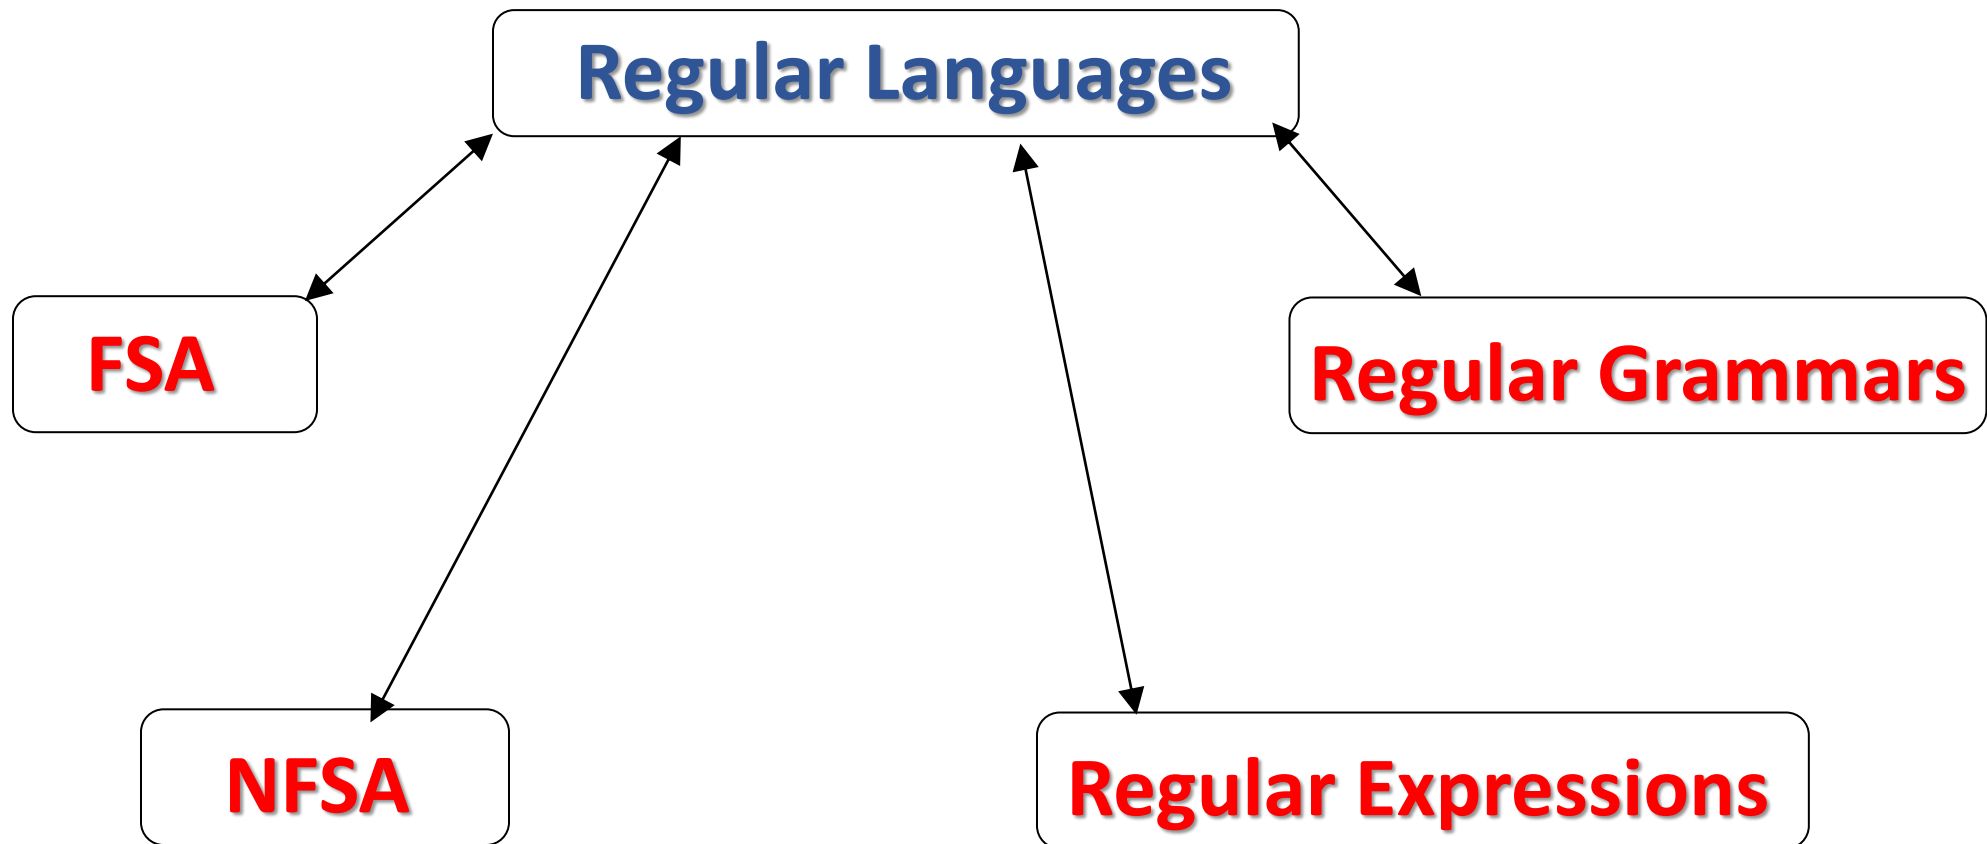 Regular Languages
FSA
Regular Grammars
NFSA
Regular Expressions